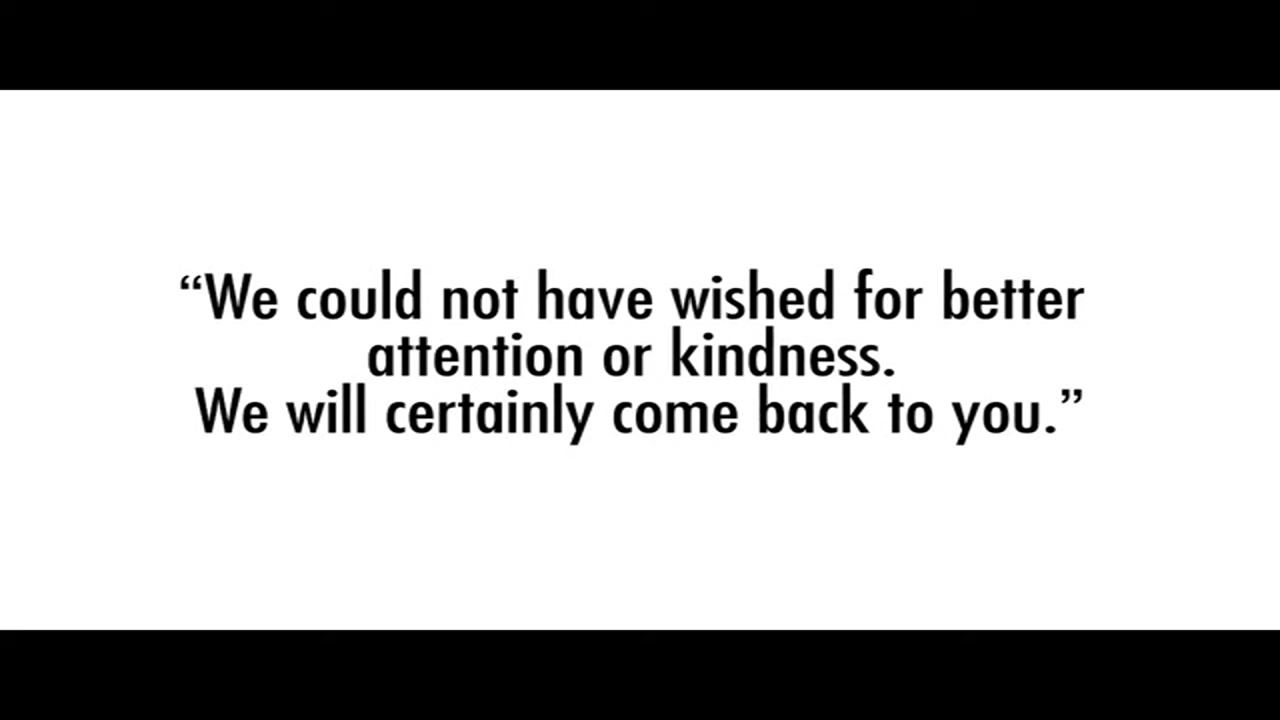 “We could not have wished for better
attention or kindness.
We will certainly come back to you.”